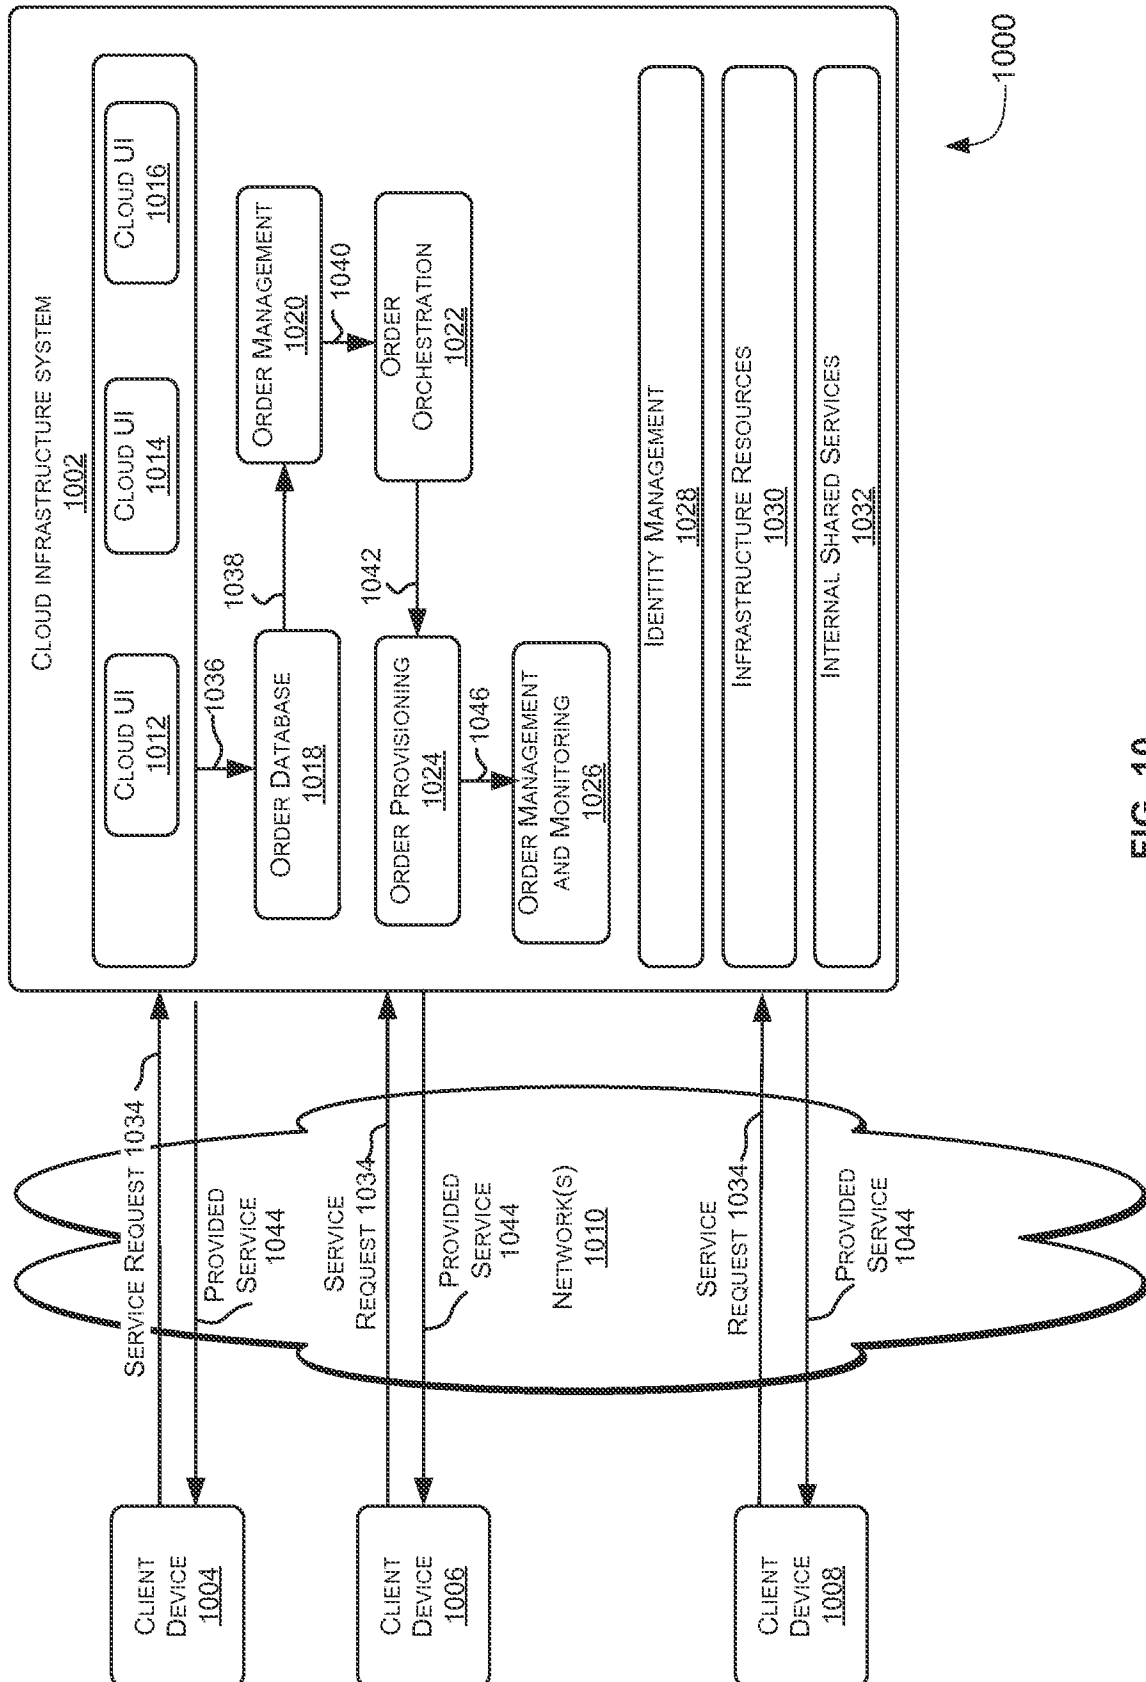 CLOUD INFRASTRUCTURE SYSTEM
1002
CLOUD UI
1012
CLOUD UI
1014
CLOUD UI
1016
1036
ORDER DATABASE
1018
1038
ORDER MANAGEMENT
1020
1040
ORDER
ORCHESTRATION
1022
1042
ORDER PROVISIONING
1024
1046
ORDER MANAGEMENT
AND MONITORING
1026
IDENTITY MANAGEMENT
1028
INFRASTRUCTURE RESOURCES
1030
INTERNAL SHARED SERVICES
1032
CLIENT
DEVICE
1004
SERVICE REQUEST 1034
PROVIDED
SERVICE
1044
CLIENT
DEVICE
1006
SERVICE
REQUEST 1034
PROVIDED
SERVICE
1044
NETWORK(S)
1010
CLIENT
DEVICE
1008
SERVICE
REQUEST 1034
PROVIDED
SERVICE
1044
1000
FIG. 10